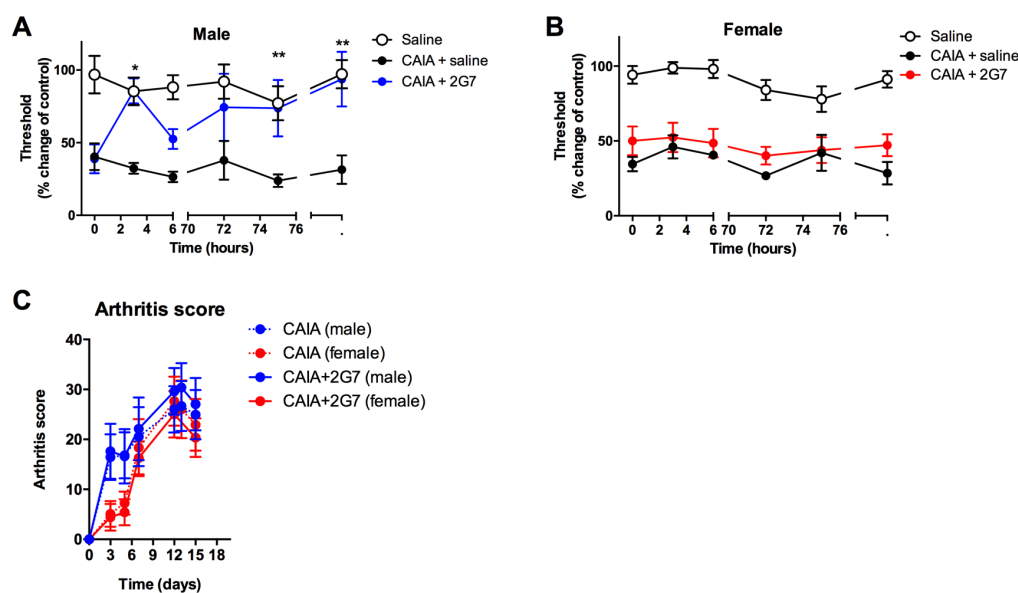 A
Male
Saline
CAIA + saline
CAIA + 2G7
*
**
**
Threshold
(% change of control)
100
50
0
0 2 4 6 70 72 74 76 .
Time (hours)
B
Female
Saline
CAIA + saline
CAIA + 2G7
Threshold
(% change of control)
100
50
0
0 2 4 6 70 72 74 76 .
Time (hours)
C
Arthritis score
CAIA (male)
CAIA (female)
CAIA+2G7 (male)
CAIA+2G7 (female)
Arthritis score
40
30
20
10
0
0 3 6 9 12 15 18
Time (days)